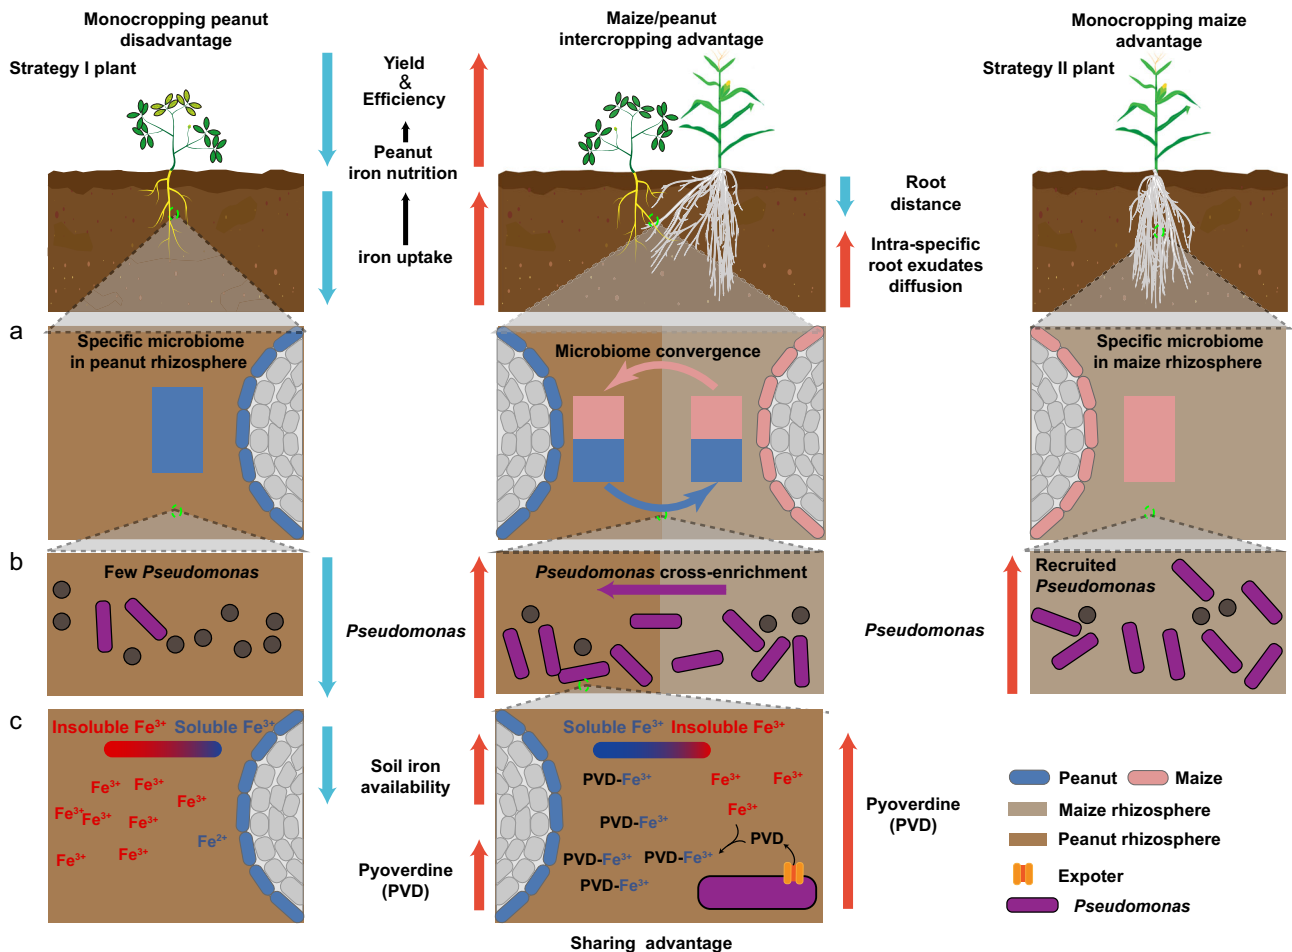 Monocropping peanut
disadvantage
Maize/peanut
intercropping advantage
Monocropping maize
advantage
Strategy I plant
Yield
&
Efficiency
Peanut
iron nutrition
iron uptake
Strategy II plant
Root
distance
Intra-specific
root exudates
diffusion
a
Specific microbiome
in peanut rhizosphere
Microbiome convergence
Specific microbiome
in maize rhizosphere
b
Few Pseudomonas
Pseudomonas
Pseudomonas cross-enrichment
Pseudomonas
Recruited
Pseudomonas
c
Insoluble Fe³⁺ Soluble Fe³⁺
Fe³⁺
Fe³⁺
Fe³⁺
Fe³⁺
Fe³⁺
Fe³⁺
Fe²⁺
Fe³⁺
Fe³⁺
Soil iron
availability
Pyoverdine
(PVD)
Soluble Fe³⁺ Insoluble Fe³⁺
PVD-Fe³⁺
Fe³⁺
Fe³⁺
Fe³⁺
PVD-Fe³⁺
PVD
PVD-Fe³⁺
PVD-Fe³⁺
PVD-Fe³⁺
Pyoverdine
(PVD)
Peanut
Maize
Maize rhizosphere
Peanut rhizosphere
Expoter
Pseudomonas
Sharing advantage